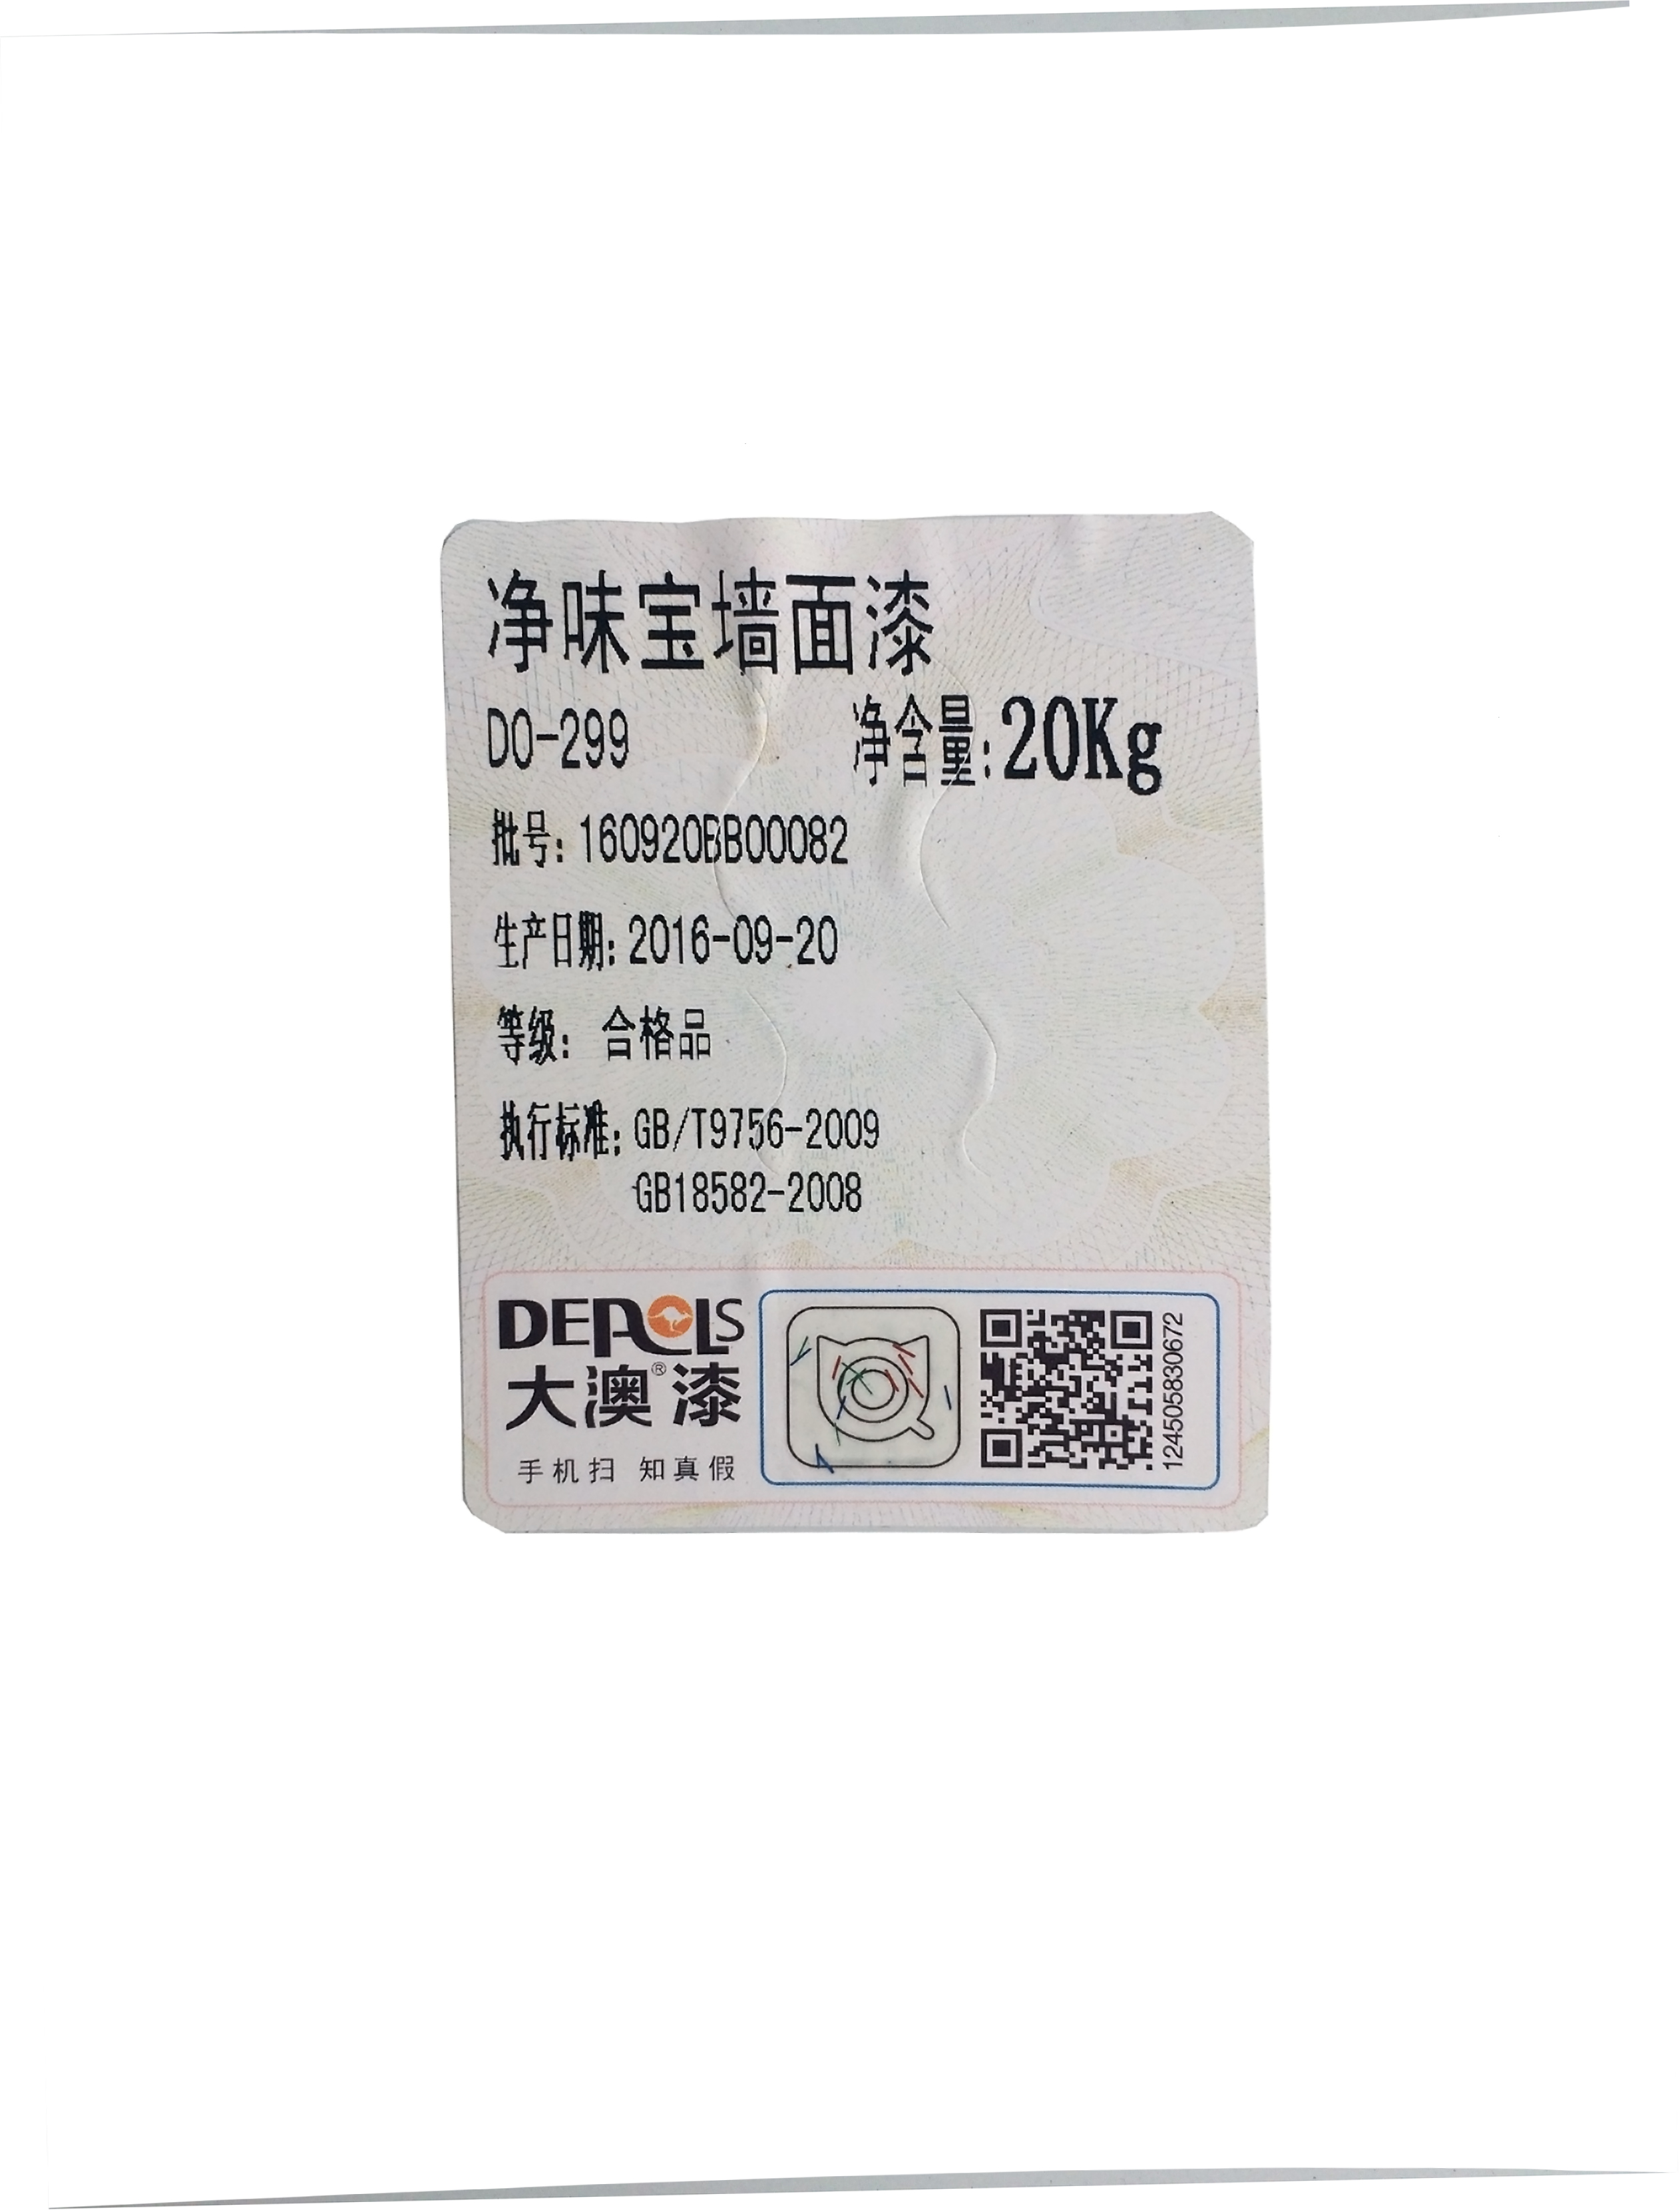 净味宝墙面漆
DO-299 净含量:20Kg
批号:160920BB00082
生产日期:2016-09-20
等级: 合格品
执行标准:GB/T9756-2009
GB18582-2008
DEAOLS
大澳®漆
手机扫 知真假
1245058306​72